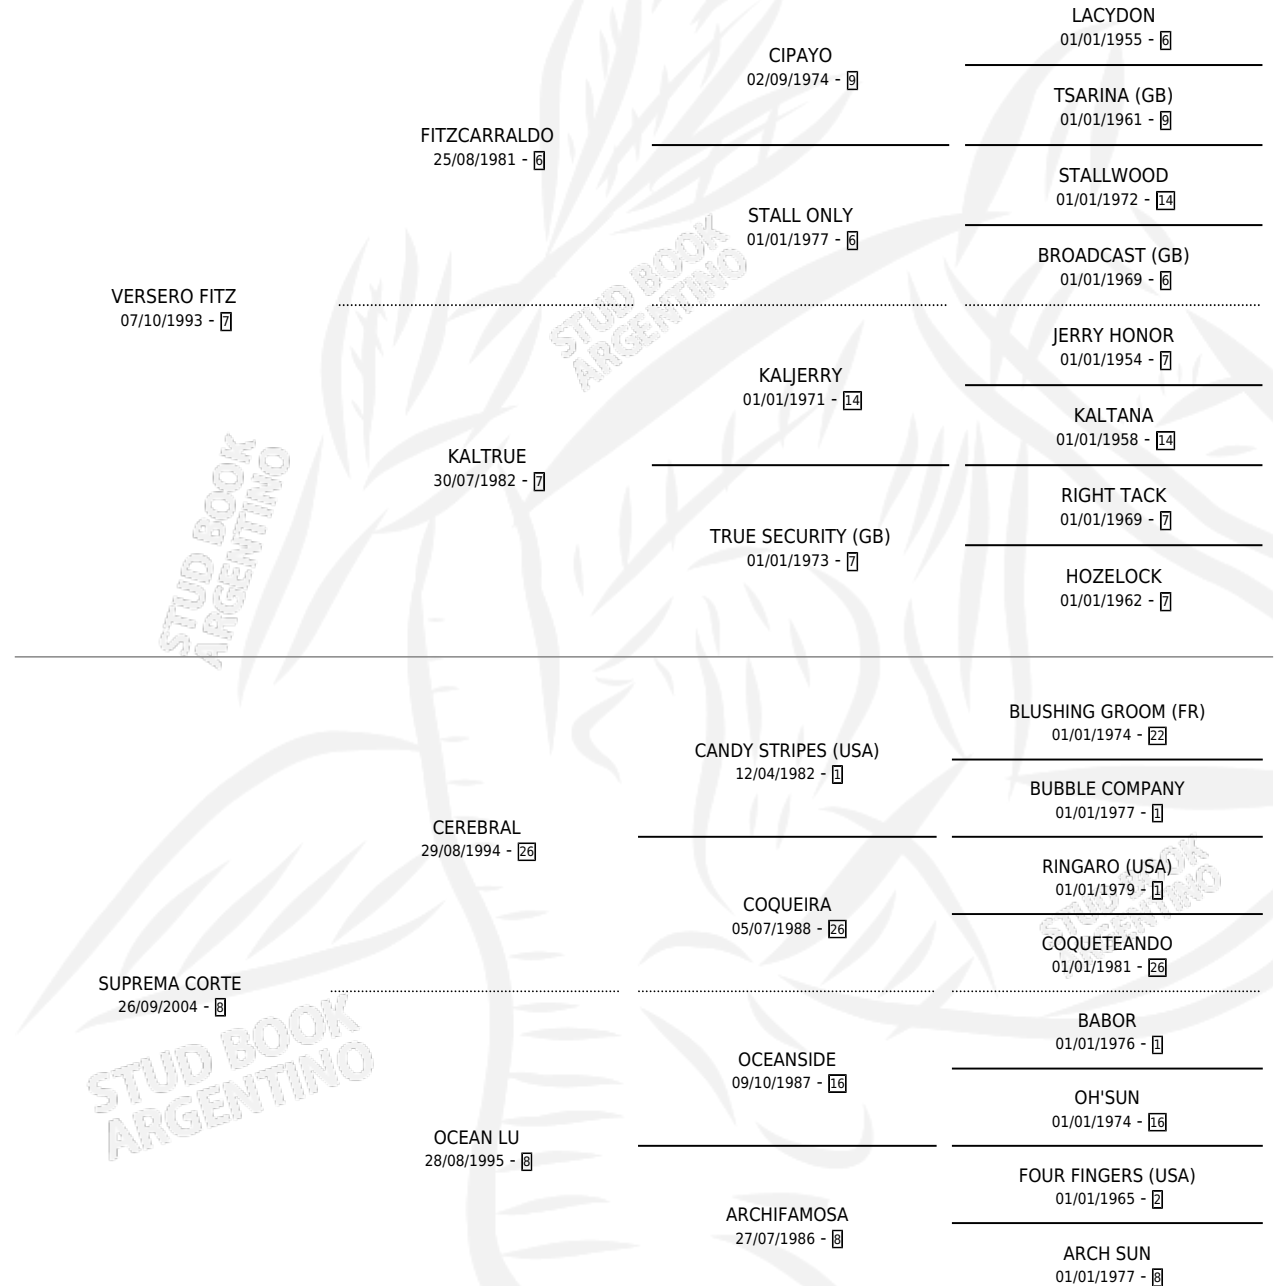 LACYDON
01/01/1955 - 6
CIPAYO
02/09/1974 - 9
TSARINA (GB)
01/01/1961 - 9
FITZCARRALDO
25/08/1981 - 6
STALLWOOD
01/01/1972 - 14
STALL ONLY
01/01/1977 - 6
BROADCAST (GB)
01/01/1969 - 6
VERSERO FITZ
07/10/1993 - 7
JERRY HONOR
01/01/1954 - 7
KALJERRY
01/01/1971 - 14
KALTANA
01/01/1958 - 14
KALTRUE
30/07/1982 - 7
RIGHT TACK
01/01/1969 - 7
TRUE SECURITY (GB)
01/01/1973 - 7
HOZELOCK
01/01/1962 - 7
BLUSHING GROOM (FR)
01/01/1974 - 22
CANDY STRIPES (USA)
12/04/1982 - 1
BUBBLE COMPANY
01/01/1977 - 1
CEREBRAL
29/08/1994 - 26
RINGARO (USA)
01/01/1979 - 1
COQUEIRA
05/07/1988 - 26
COQUETEANDO
01/01/1981 - 26
SUPREMA CORTE
26/09/2004 - 8
BABOR
01/01/1976 - 1
OCEANSIDE
09/10/1987 - 16
OH'SUN
01/01/1974 - 16
OCEAN LU
28/08/1995 - 8
FOUR FINGERS (USA)
01/01/1965 - 2
ARCHIFAMOSA
27/07/1986 - 8
ARCH SUN
01/01/1977 - 8
STUD BOOK
ARGENTINO
STUD BOOK
ARGENTINO
STUD BOOK
ARGENTINO
STUD BOOK
ARGENTINO